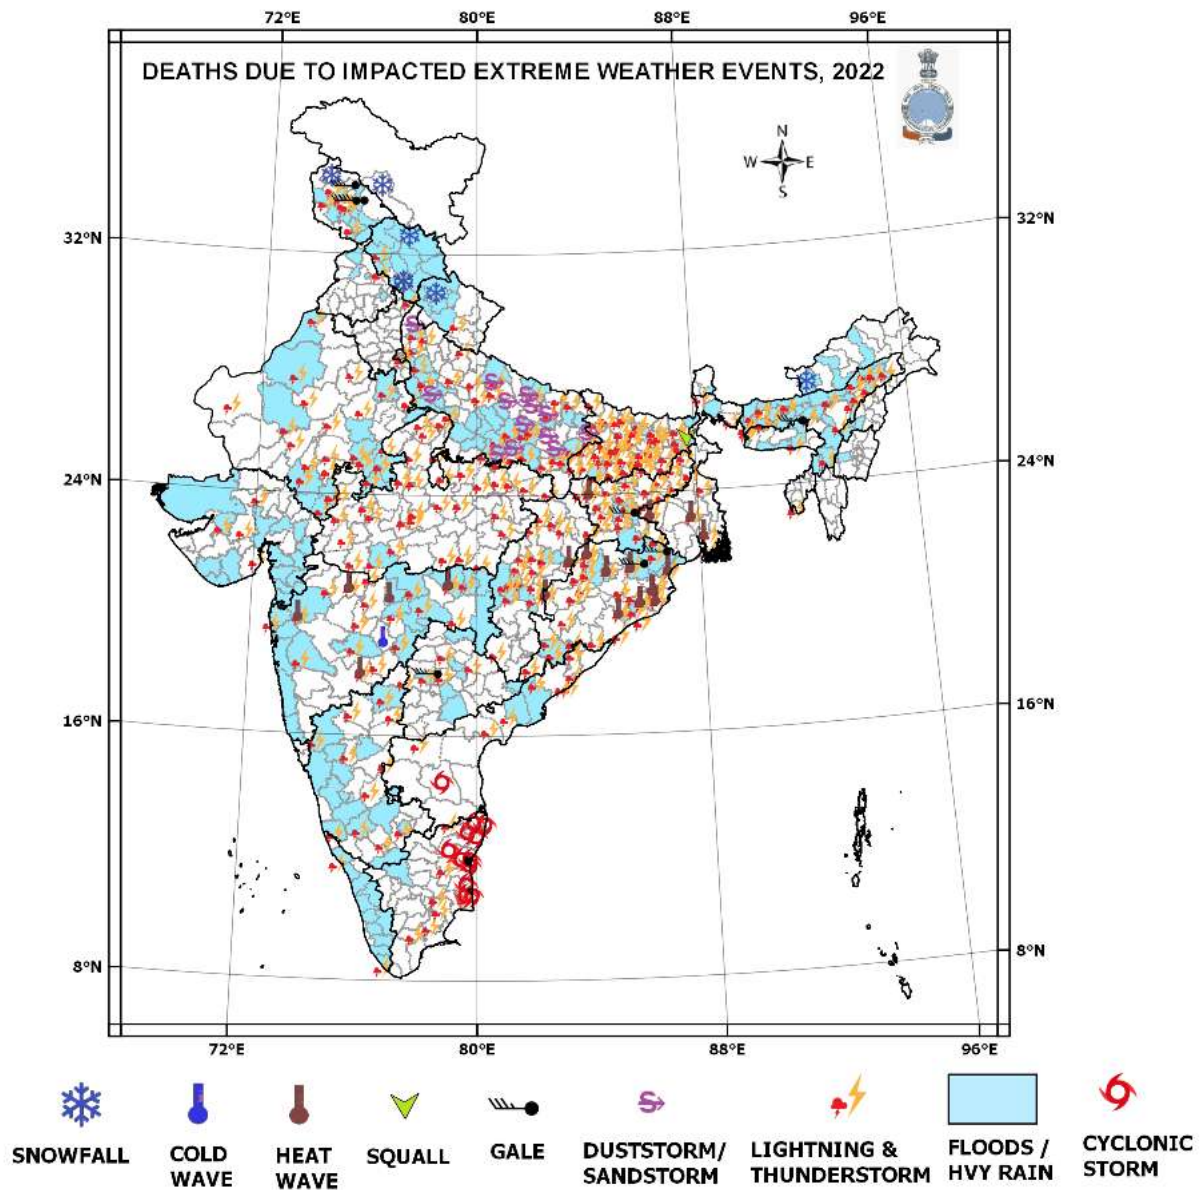 72°E 80°E 88°E 96°E
DEATHS DUE TO IMPACTED EXTREME WEATHER EVENTS, 2022
N
W E
S
32°N 32°N
24°N 24°N
16°N 16°N
8°N 8°N
72°E 80°E 88°E 96°E
SNOWFALL
COLD
WAVE
HEAT
WAVE
SQUALL
GALE
DUSTSTORM/
SANDSTORM
LIGHTNING &
THUNDERSTORM
FLOODS /
HVY RAIN
CYCLONIC
STORM